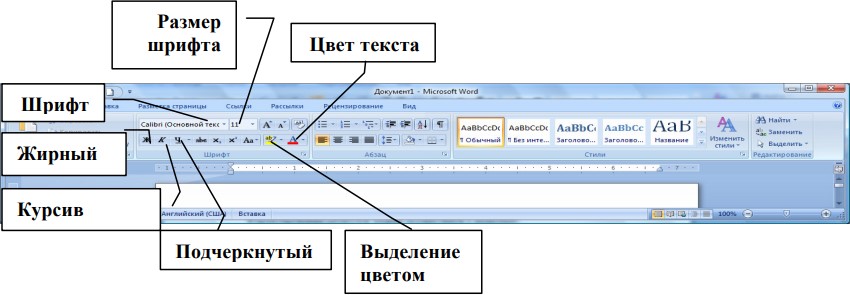 Размер
шрифта
Цвет текста
Документ1 - Microsoft Word
Разметка страницы Ссылки Рассылки Рецензирование Вид
Шрифт
Calibri (Основной текс 11
Жирный
Ж К Ч abc x₂ x² Aa
Шрифт Абзац Стили Редактирование
AaBbCcDc AaBbCcDc AaBbC AaBbCc АаВ
¶ Обычный ¶ Без инте... Заголово... Заголово... Название
Изменить
стили
Найти
Заменить
Выделить
Курсив
Английский (США) Вставка 100%
Подчеркнутый
Выделение
цветом